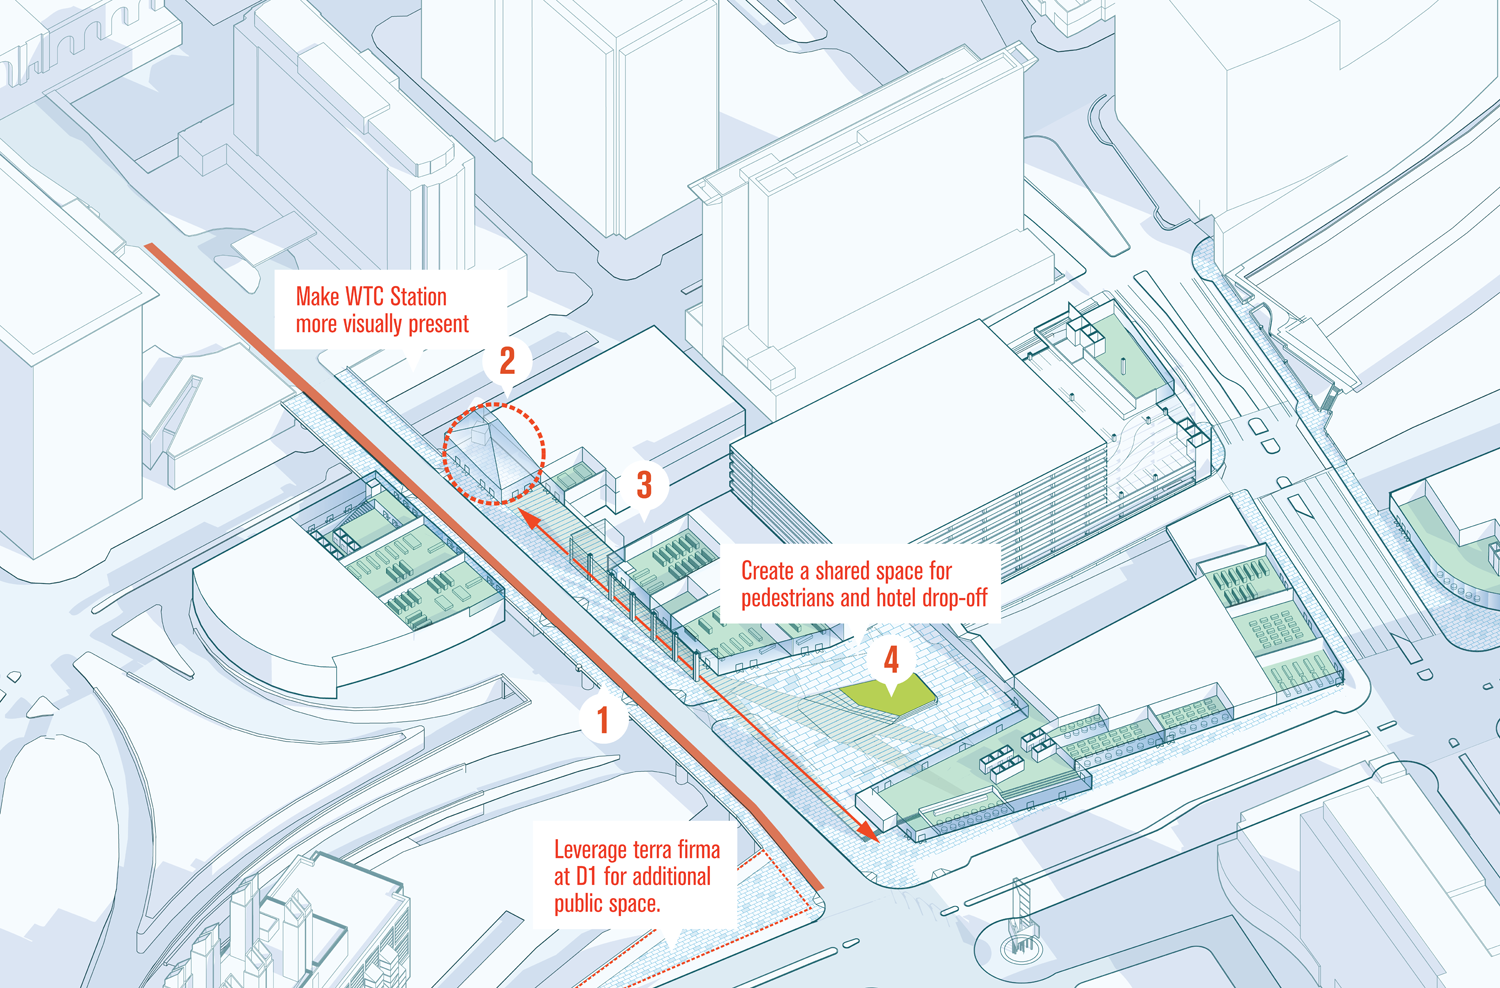 Make WTC Station
more visually present
2
3
Create a shared space for
pedestrians and hotel drop-off
4
1
Leverage terra firma
at D1 for additional
public space.